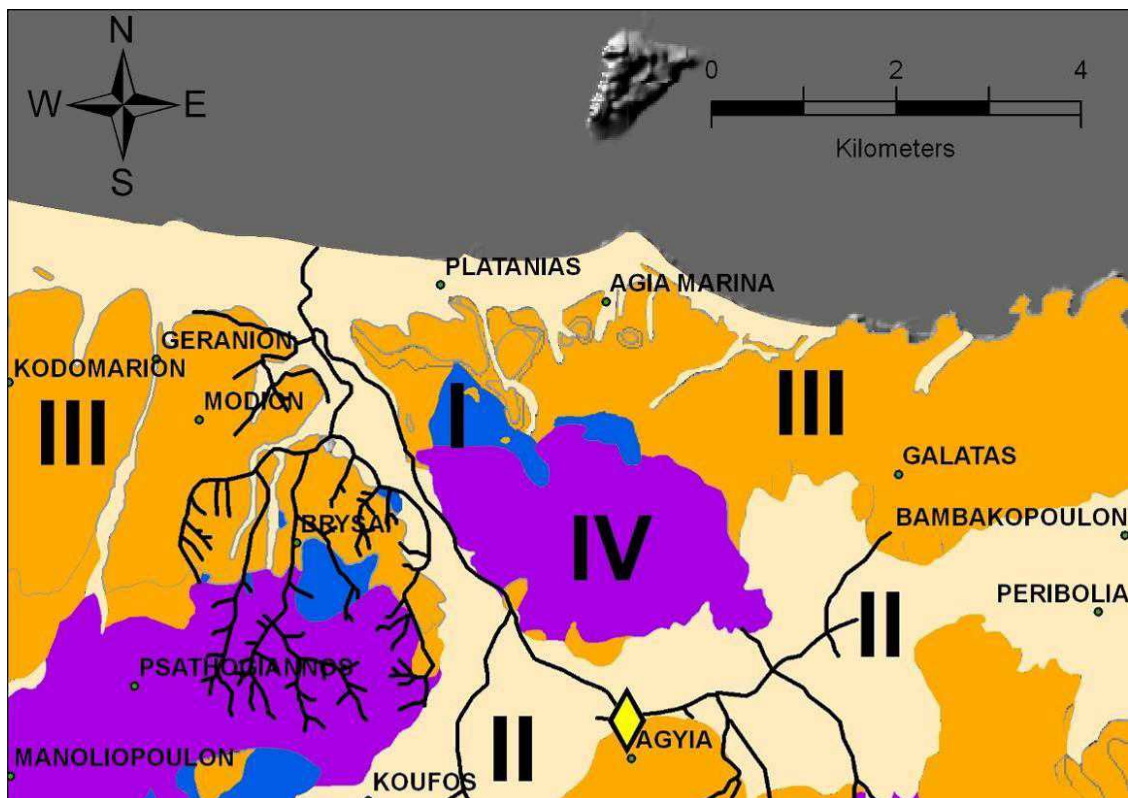 N
W E
S
0 2 4
Kilometers
PLATANIAS
AGIA MARINA
GERANION
KODOMARION
MODION
III
I
III
GALATAS
BAMBAKOPOULON
BRYSAI
IV
PERIBOLIA
II
PSATHOGIANNOS
II
AGYIA
MANOLIOPOULON
KOUFOS